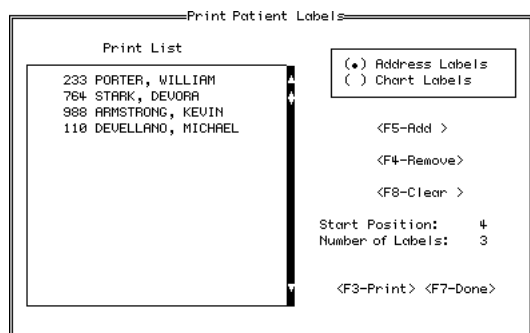 Print Patient Labels
Print List
233 PORTER, WILLIAM
764 STARK, DEVORA
988 ARMSTRONG, KEVIN
110 DEVELLANO, MICHAEL
(•) Address Labels
( ) Chart Labels
<F5-Add >
<F4-Remove>
<F8-Clear >
Start Position: 4
Number of Labels: 3
<F3-Print> <F7-Done>